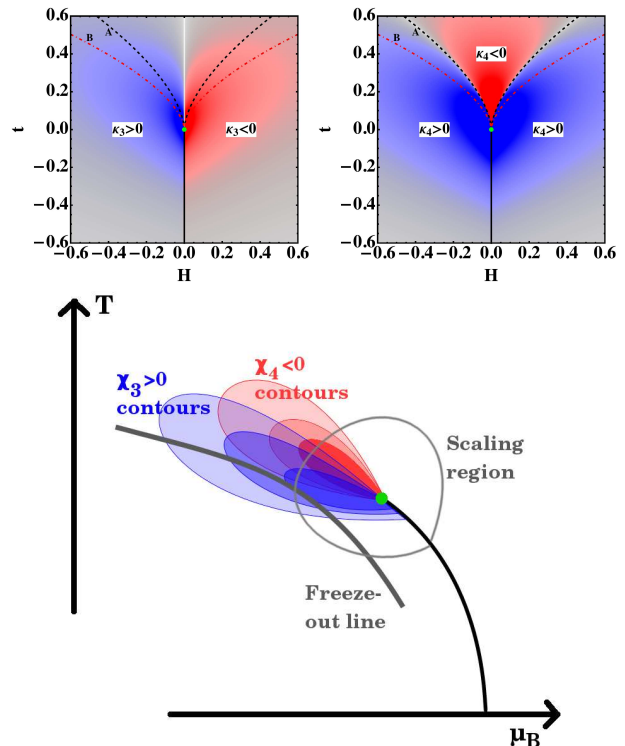 0.6
0.4
0.2
0.0
−0.2
−0.4
−0.6
t
B
A
κ3>0
κ3<0
−0.6 −0.4 −0.2 0.0 0.2 0.4 0.6
H
0.6
0.4
0.2
0.0
−0.2
−0.4
−0.6
t
B
A
κ4<0
κ4>0
κ4>0
−0.6 −0.4 −0.2 0.0 0.2 0.4 0.6
H
T
χ3>0
contours
χ4<0
contours
Scaling
region
Freeze-
out line
μB